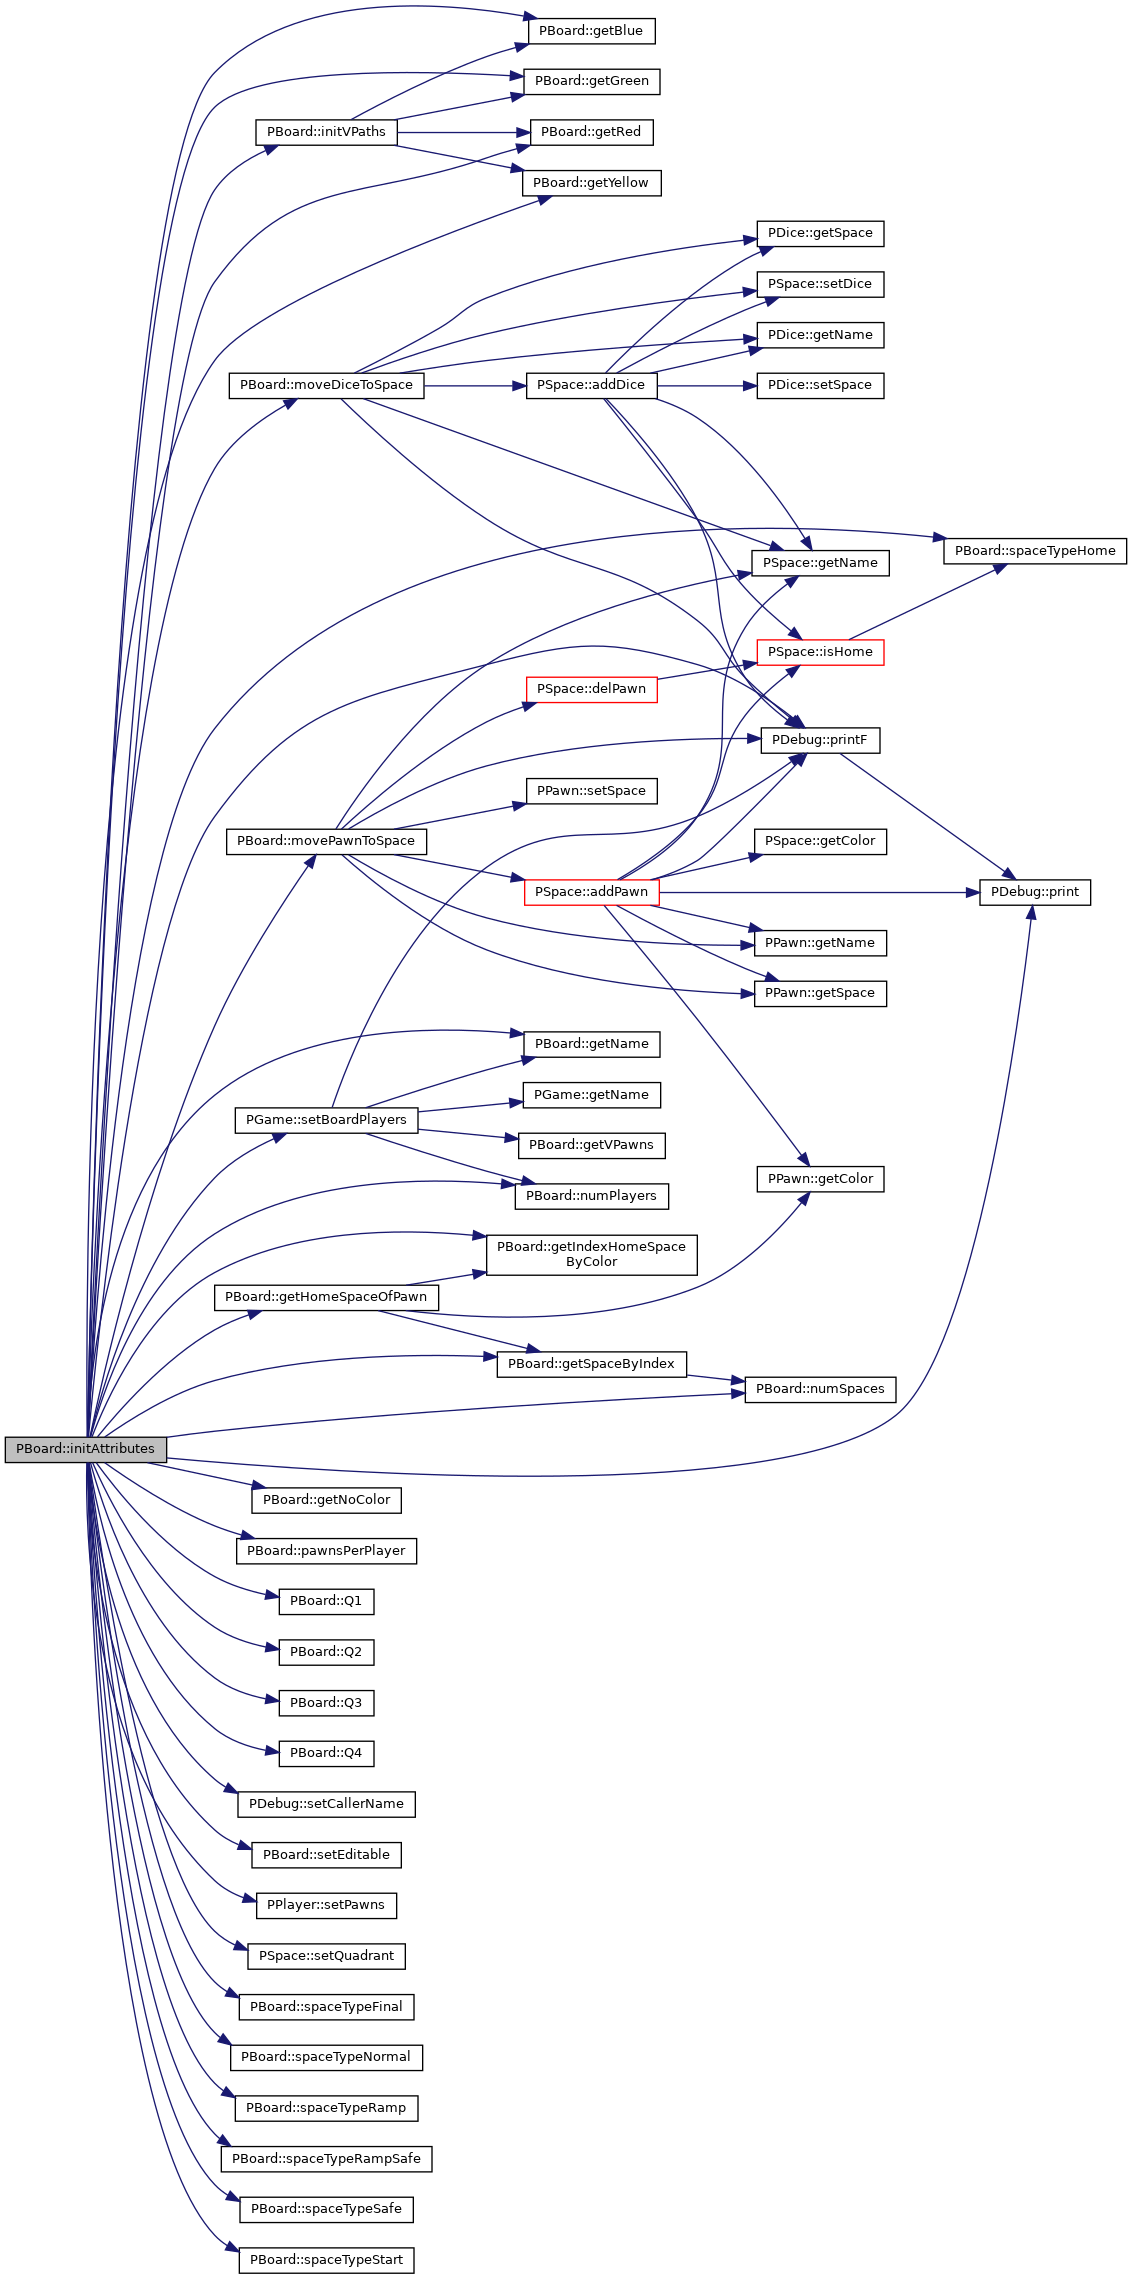 PBoard::getBlue
PBoard::getGreen
PBoard::initVPaths
PBoard::getRed
PBoard::getYellow
PDice::getSpace
PSpace::setDice
PDice::getName
PBoard::moveDiceToSpace
PSpace::addDice
PDice::setSpace
PBoard::spaceTypeHome
PSpace::getName
PSpace::isHome
PSpace::delPawn
PDebug::printF
PPawn::setSpace
PBoard::movePawnToSpace
PSpace::getColor
PSpace::addPawn
PDebug::print
PPawn::getName
PPawn::getSpace
PBoard::getName
PGame::getName
PGame::setBoardPlayers
PBoard::getVPawns
PPawn::getColor
PBoard::numPlayers
PBoard::getIndexHomeSpace
ByColor
PBoard::getHomeSpaceOfPawn
PBoard::getSpaceByIndex
PBoard::numSpaces
PBoard::initAttributes
PBoard::getNoColor
PBoard::pawnsPerPlayer
PBoard::Q1
PBoard::Q2
PBoard::Q3
PBoard::Q4
PDebug::setCallerName
PBoard::setEditable
PPlayer::setPawns
PSpace::setQuadrant
PBoard::spaceTypeFinal
PBoard::spaceTypeNormal
PBoard::spaceTypeRamp
PBoard::spaceTypeRampSafe
PBoard::spaceTypeSafe
PBoard::spaceTypeStart